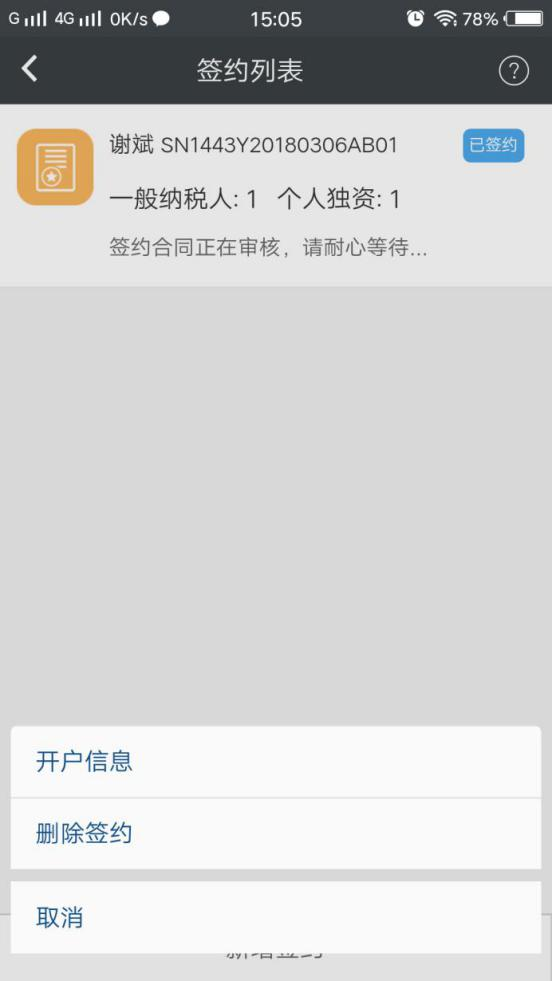 G 4G 0K/s 15:05 78%
签约列表 ?
谢斌 SN1443Y20180306AB01 已签约
一般纳税人: 1 个人独资: 1
签约合同正在审核，请耐心等待...
开户信息
删除签约
取消